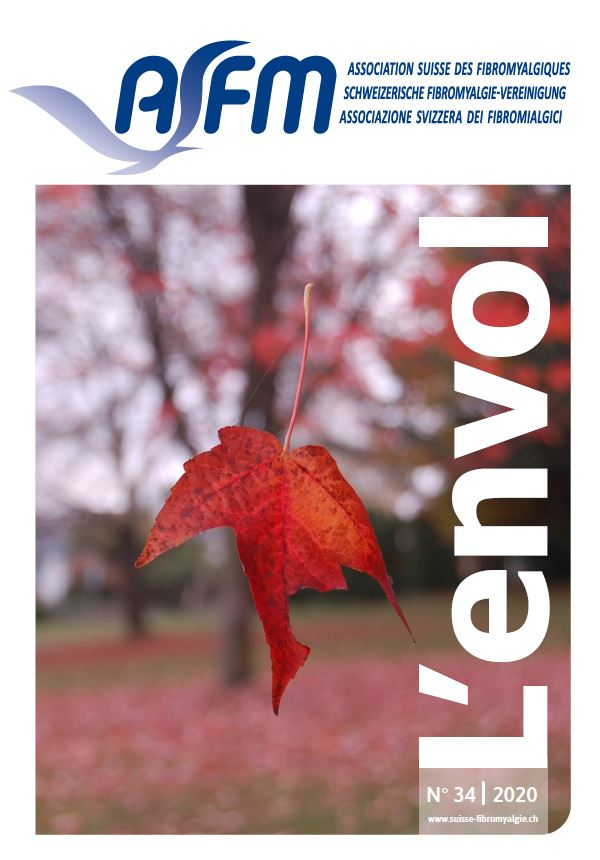 ASFM
ASSOCIATION SUISSE DES FIBROMYALGIQUES
SCHWEIZERISCHE FIBROMYALGIE-VEREINIGUNG
ASSOCIAZIONE SVIZZERA DEI FIBROMIALGICI
L'envol
N° 34 | 2020
www.suisse-fibromyalgie.ch